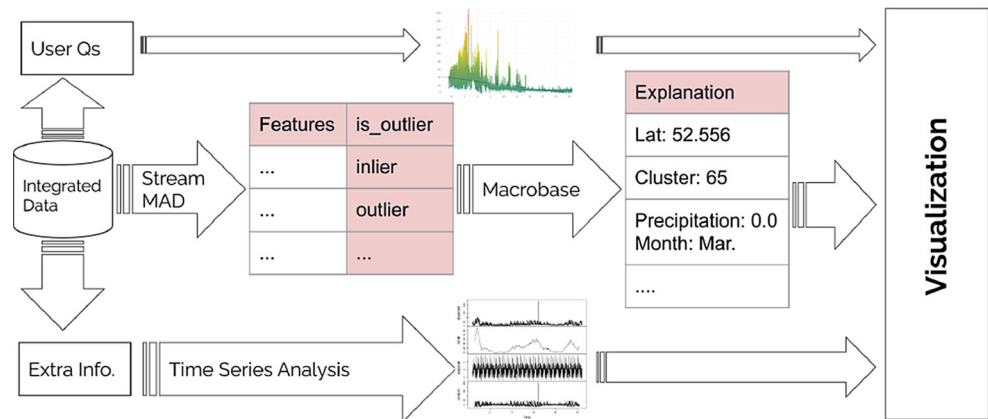 User Qs
Integrated
Data
Extra Info.
Stream
MAD
Features is_outlier
... inlier
... outlier
... ...
Macrobase
Explanation
Lat: 52.556
Cluster: 65
Precipitation: 0.0
Month: Mar.
....
Time Series Analysis
Visualization